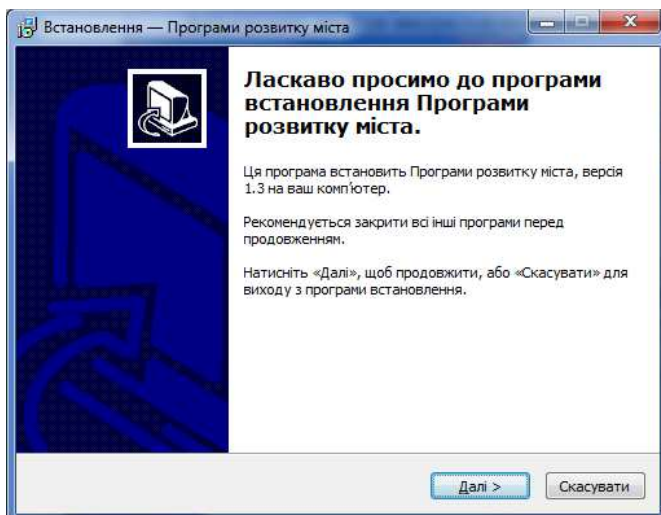 Встановлення — Програми розвитку міста
Ласкаво просимо до програми
встановлення Програми
розвитку міста.
Ця програма встановить Програми розвитку міста, версія
1.3 на ваш комп'ютер.
Рекомендується закрити всі інші програми перед
продовженням.
Натисніть «Далі», щоб продовжити, або «Скасувати» для
виходу з програми встановлення.
Далі >
Скасувати